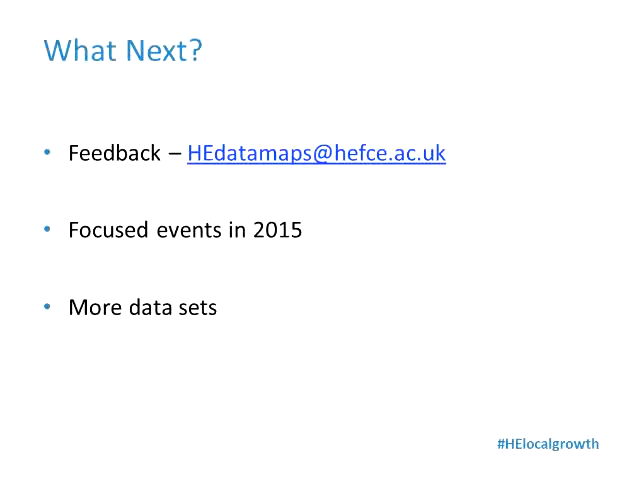 What Next?
• Feedback – HEdatamaps@hefce.ac.uk
• Focused events in 2015
• More data sets
#HElocalgrowth